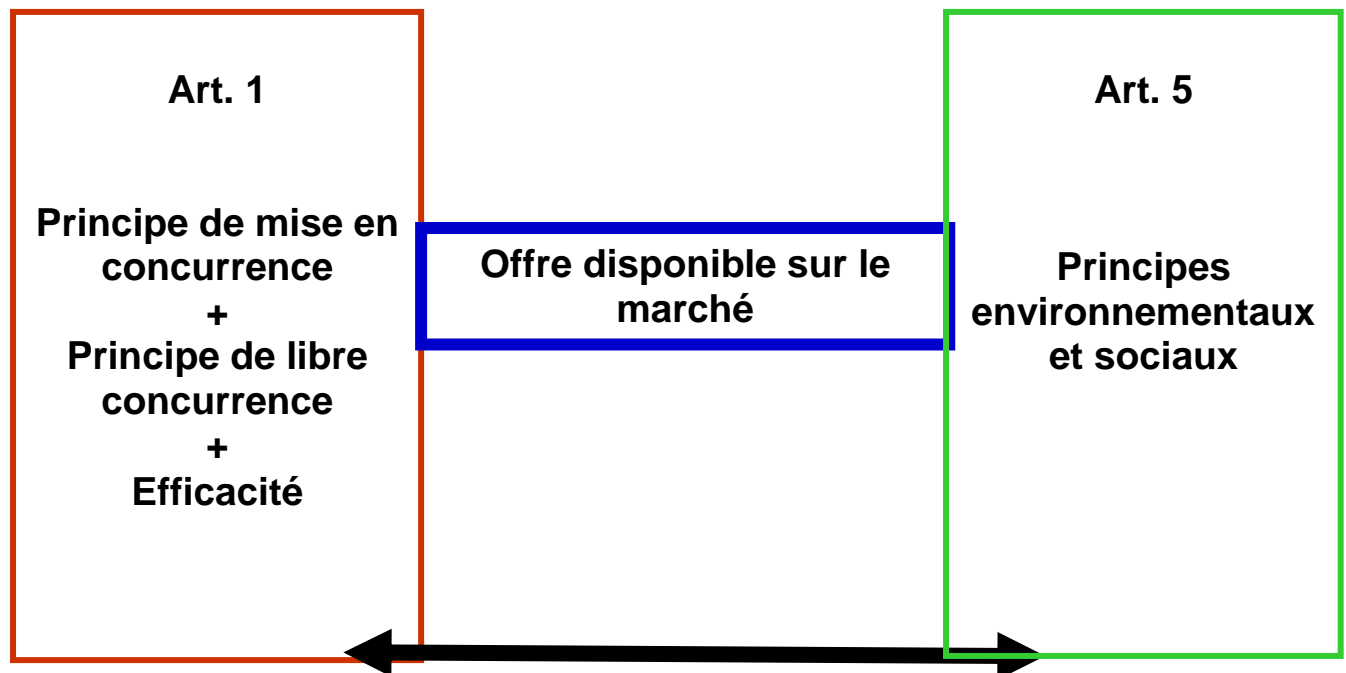 Art. 1
Principe de mise en
concurrence
+
Principe de libre
concurrence
+
Efficacité
Offre disponible sur le
marché
Art. 5
Principes
environnementaux
et sociaux